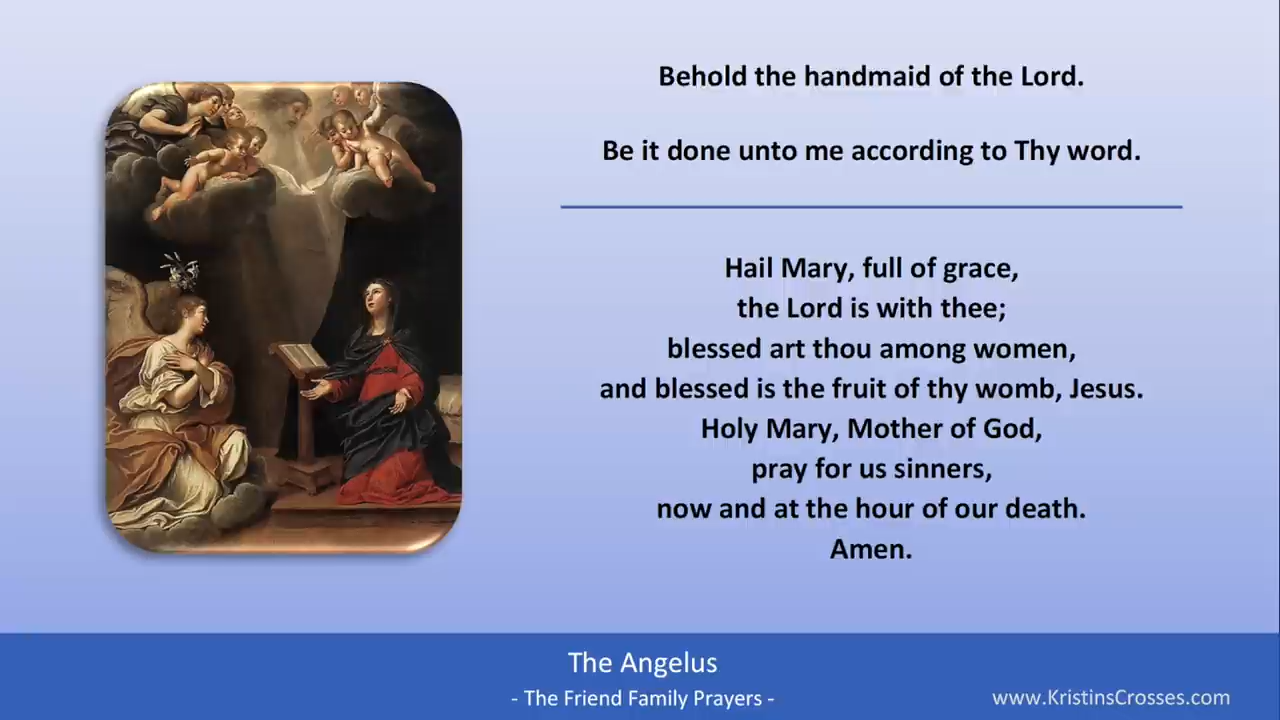 Behold the handmaid of the Lord.
Be it done unto me according to Thy word.
Hail Mary, full of grace,
the Lord is with thee;
blessed art thou among women,
and blessed is the fruit of thy womb, Jesus.
Holy Mary, Mother of God,
pray for us sinners,
now and at the hour of our death.
Amen.
The Angelus
- The Friend Family Prayers -
www.KristinsCrosses.com